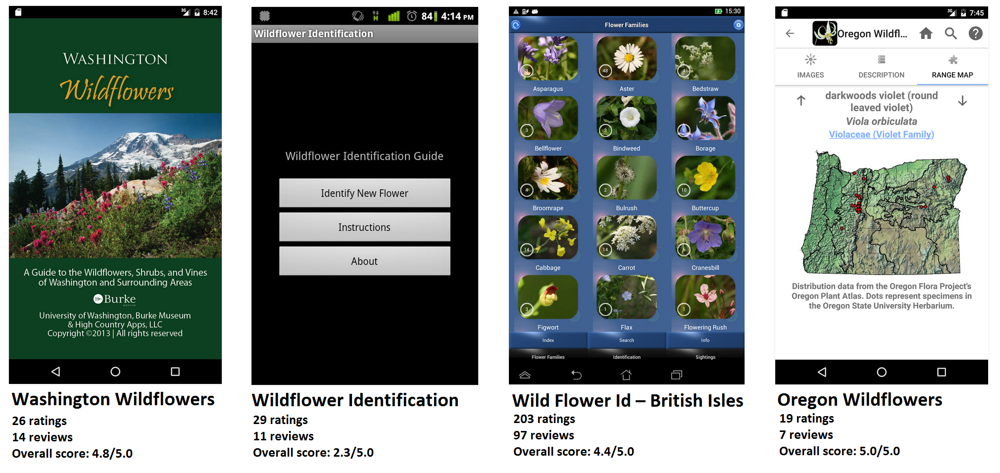 3G 8:42
WASHINGTON
Wildflowers
A Guide to the Wildflowers, Shrubs, and Vines
of Washington and Surrounding Areas
Burke
MUSEUM
University of Washington, Burke Museum
& High Country Apps, LLC
Copyright ©2013 | All rights reserved
Washington Wildflowers
26 ratings
14 reviews
Overall score: 4.8/5.0
H 84 4:14 PM
Wildflower Identification
Wildflower Identification Guide
Identify New Flower
Instructions
About
Wildflower Identification
29 ratings
11 reviews
Overall score: 2.3/5.0
15:30
Flower Families
3 48 4
Asparagus Aster Bedstraw
3 3 8
Bellflower Bindweed Borage
4 2 10
Broomrape Bulrush Buttercup
14 14 6
Cabbage Carrot Cranesbill
3 1 1
Figwort Flax Flowering Rush
Index Search Info
Flower Families Identification Sightings
Wild Flower Id – British Isles
203 ratings
97 reviews
Overall score: 4.4/5.0
3G 7:45
Oregon Wildfl... ?
IMAGES DESCRIPTION RANGE MAP
darkwoods violet (round
leaved violet)
Viola orbiculata
Violaceae (Violet Family)
Distribution data from the Oregon Flora Project's
Oregon Plant Atlas. Dots represent specimens in
the Oregon State University Herbarium.
Oregon Wildflowers
19 ratings
7 reviews
Overall score: 5.0/5.0